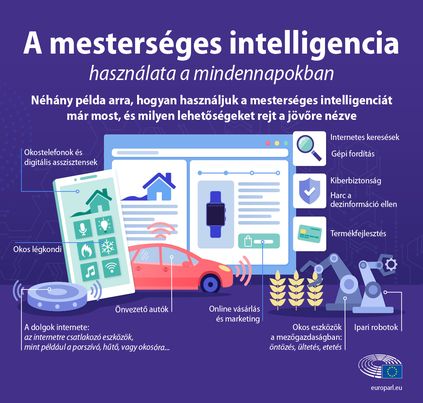 A mesterséges intelligencia
használata a mindennapokban
Néhány példa arra, hogyan használjuk a mesterséges intelligenciát
már most, és milyen lehetőségeket rejt a jövőre nézve
Okostelefonok és
digitális asszisztensek
Internetes keresések
Gépi fordítás
Kiberbiztonság
Harc a
dezinformáció ellen
Termékfejlesztés
Okos légkondi
Önvezető autók
Online vásárlás
és marketing
Okos eszközök
a mezőgazdaságban:
öntözés, ültetés, etetés
Ipari robotok
A dolgok internete:
az internetre csatlakozó eszközök,
mint például a porszívó, hűtő, vagy okosóra...
europarl.eu